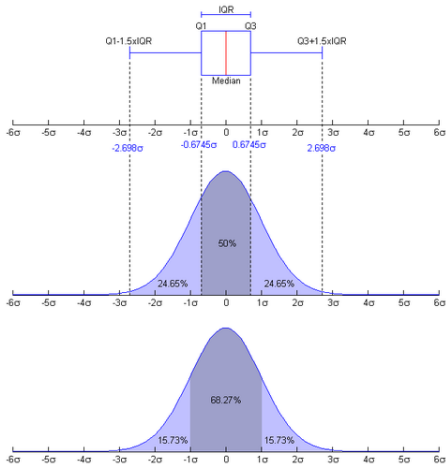 IQR
Q1 Q3
Q1-1.5xIQR Q3+1.5xIQR
Median
-6σ -5σ -4σ -3σ -2σ -1σ 0 1σ 2σ 3σ 4σ 5σ 6σ
-2.698σ -0.6745σ 0.6745σ 2.698σ
50%
24.65% 24.65%
-6σ -5σ -4σ -3σ -2σ -1σ 0 1σ 2σ 3σ 4σ 5σ 6σ
68.27%
15.73% 15.73%
-6σ -5σ -4σ -3σ -2σ -1σ 0 1σ 2σ 3σ 4σ 5σ 6σ